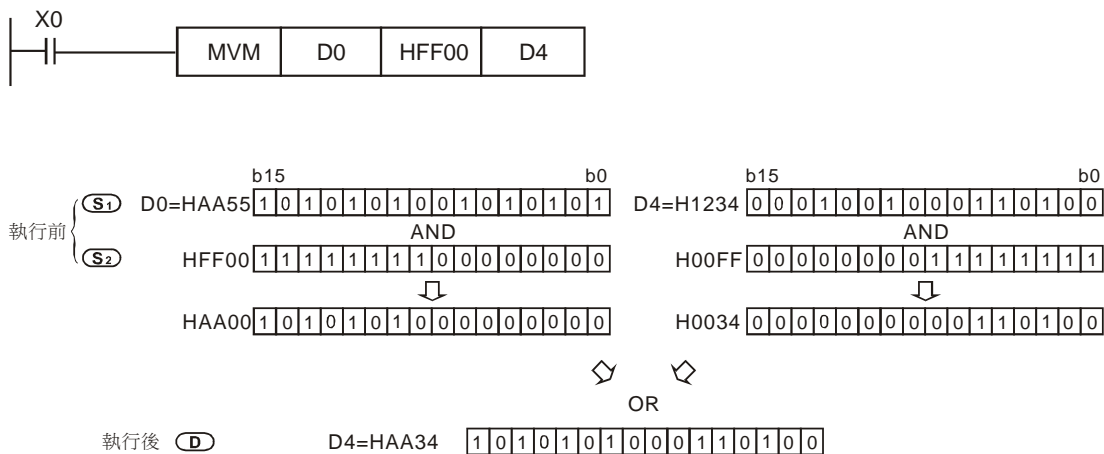 X0
MVM D0 HFF00 D4
b15 b0 b15 b0
S1 D0=HAA55 1 0 1 0 1 0 1 0 0 1 0 1 0 1 0 1 D4=H1234 0 0 0 1 0 0 1 0 0 0 1 1 0 1 0 0
執行前 AND AND
S2 HFF00 1 1 1 1 1 1 1 1 0 0 0 0 0 0 0 0 H00FF 0 0 0 0 0 0 0 0 1 1 1 1 1 1 1 1
HAA00 1 0 1 0 1 0 1 0 0 0 0 0 0 0 0 0 H0034 0 0 0 0 0 0 0 0 0 0 1 1 0 1 0 0
OR
執行後 D D4=HAA34 1 0 1 0 1 0 1 0 0 0 1 1 0 1 0 0